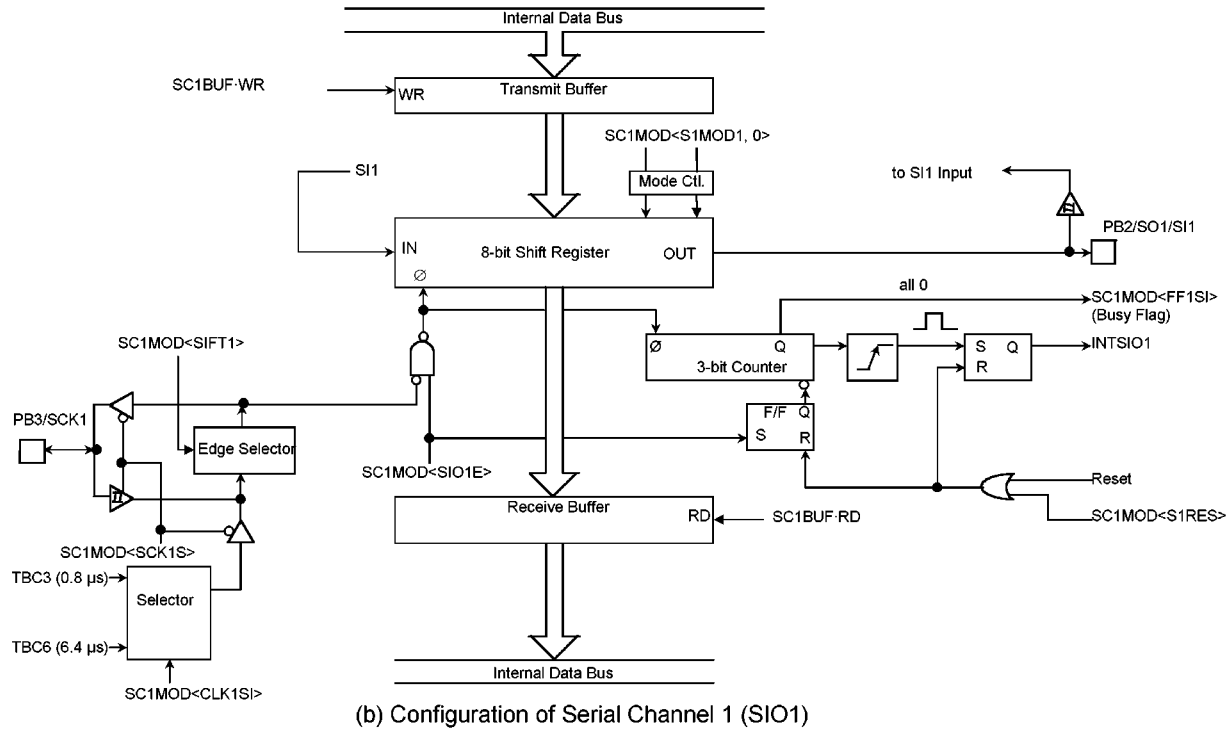 Internal Data Bus
SC1BUF·WR
WR
Transmit Buffer
SC1MOD<S1MOD1, 0>
SI1
Mode Ctl.
to SI1 Input
PB2/SO1/SI1
IN
8-bit Shift Register
OUT
Ø
all 0
SC1MOD<FF1SI>
(Busy Flag)
SC1MOD<SIFT1>
Ø
Q
3-bit Counter
S
Q
R
INTSIO1
PB3/SCK1
Edge Selector
F/F
Q
S
R
SC1MOD<SIO1E>
Receive Buffer
RD
SC1BUF·RD
Reset
SC1MOD<S1RES>
SC1MOD<SCK1S>
TBC3 (0.8 µs)
Selector
TBC6 (6.4 µs)
SC1MOD<CLK1SI>
Internal Data Bus
(b) Configuration of Serial Channel 1 (SIO1)